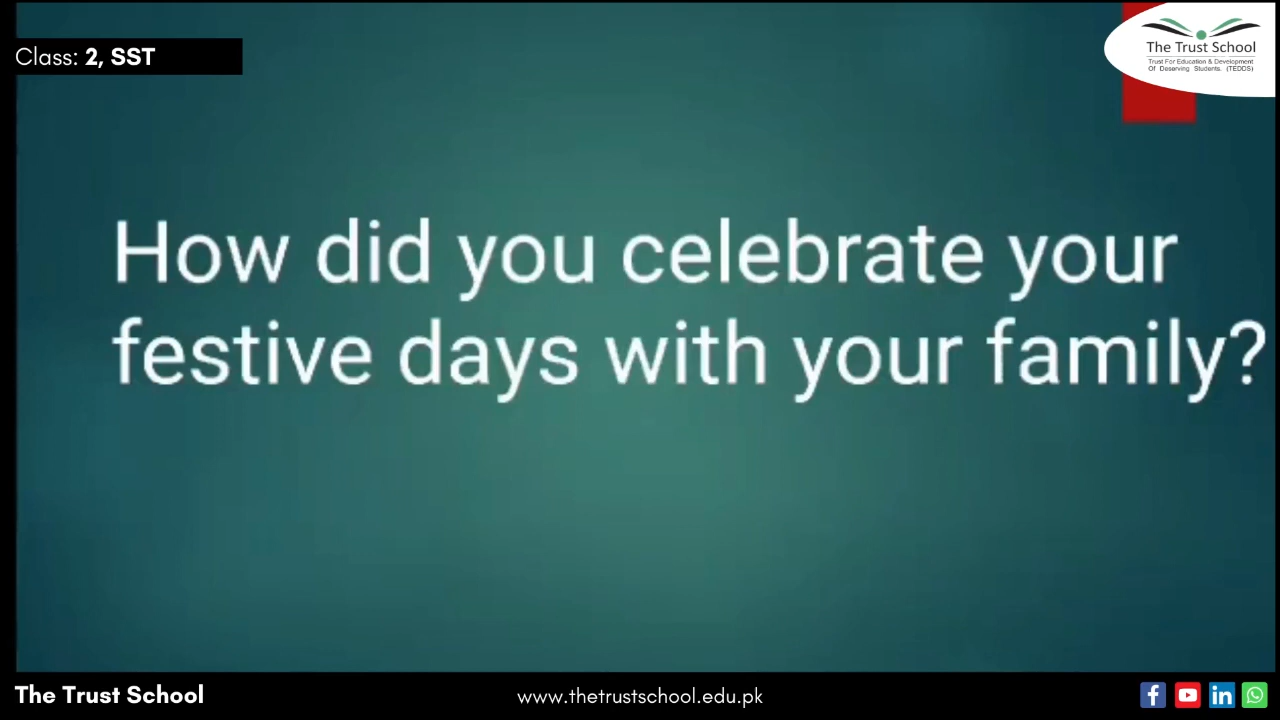 Class: 2, SST
The Trust School
Trust For Education & Development
Of Deserving Students. (TEDDS)
How did you celebrate your
festive days with your family?
The Trust School
www.thetrustschool.edu.pk